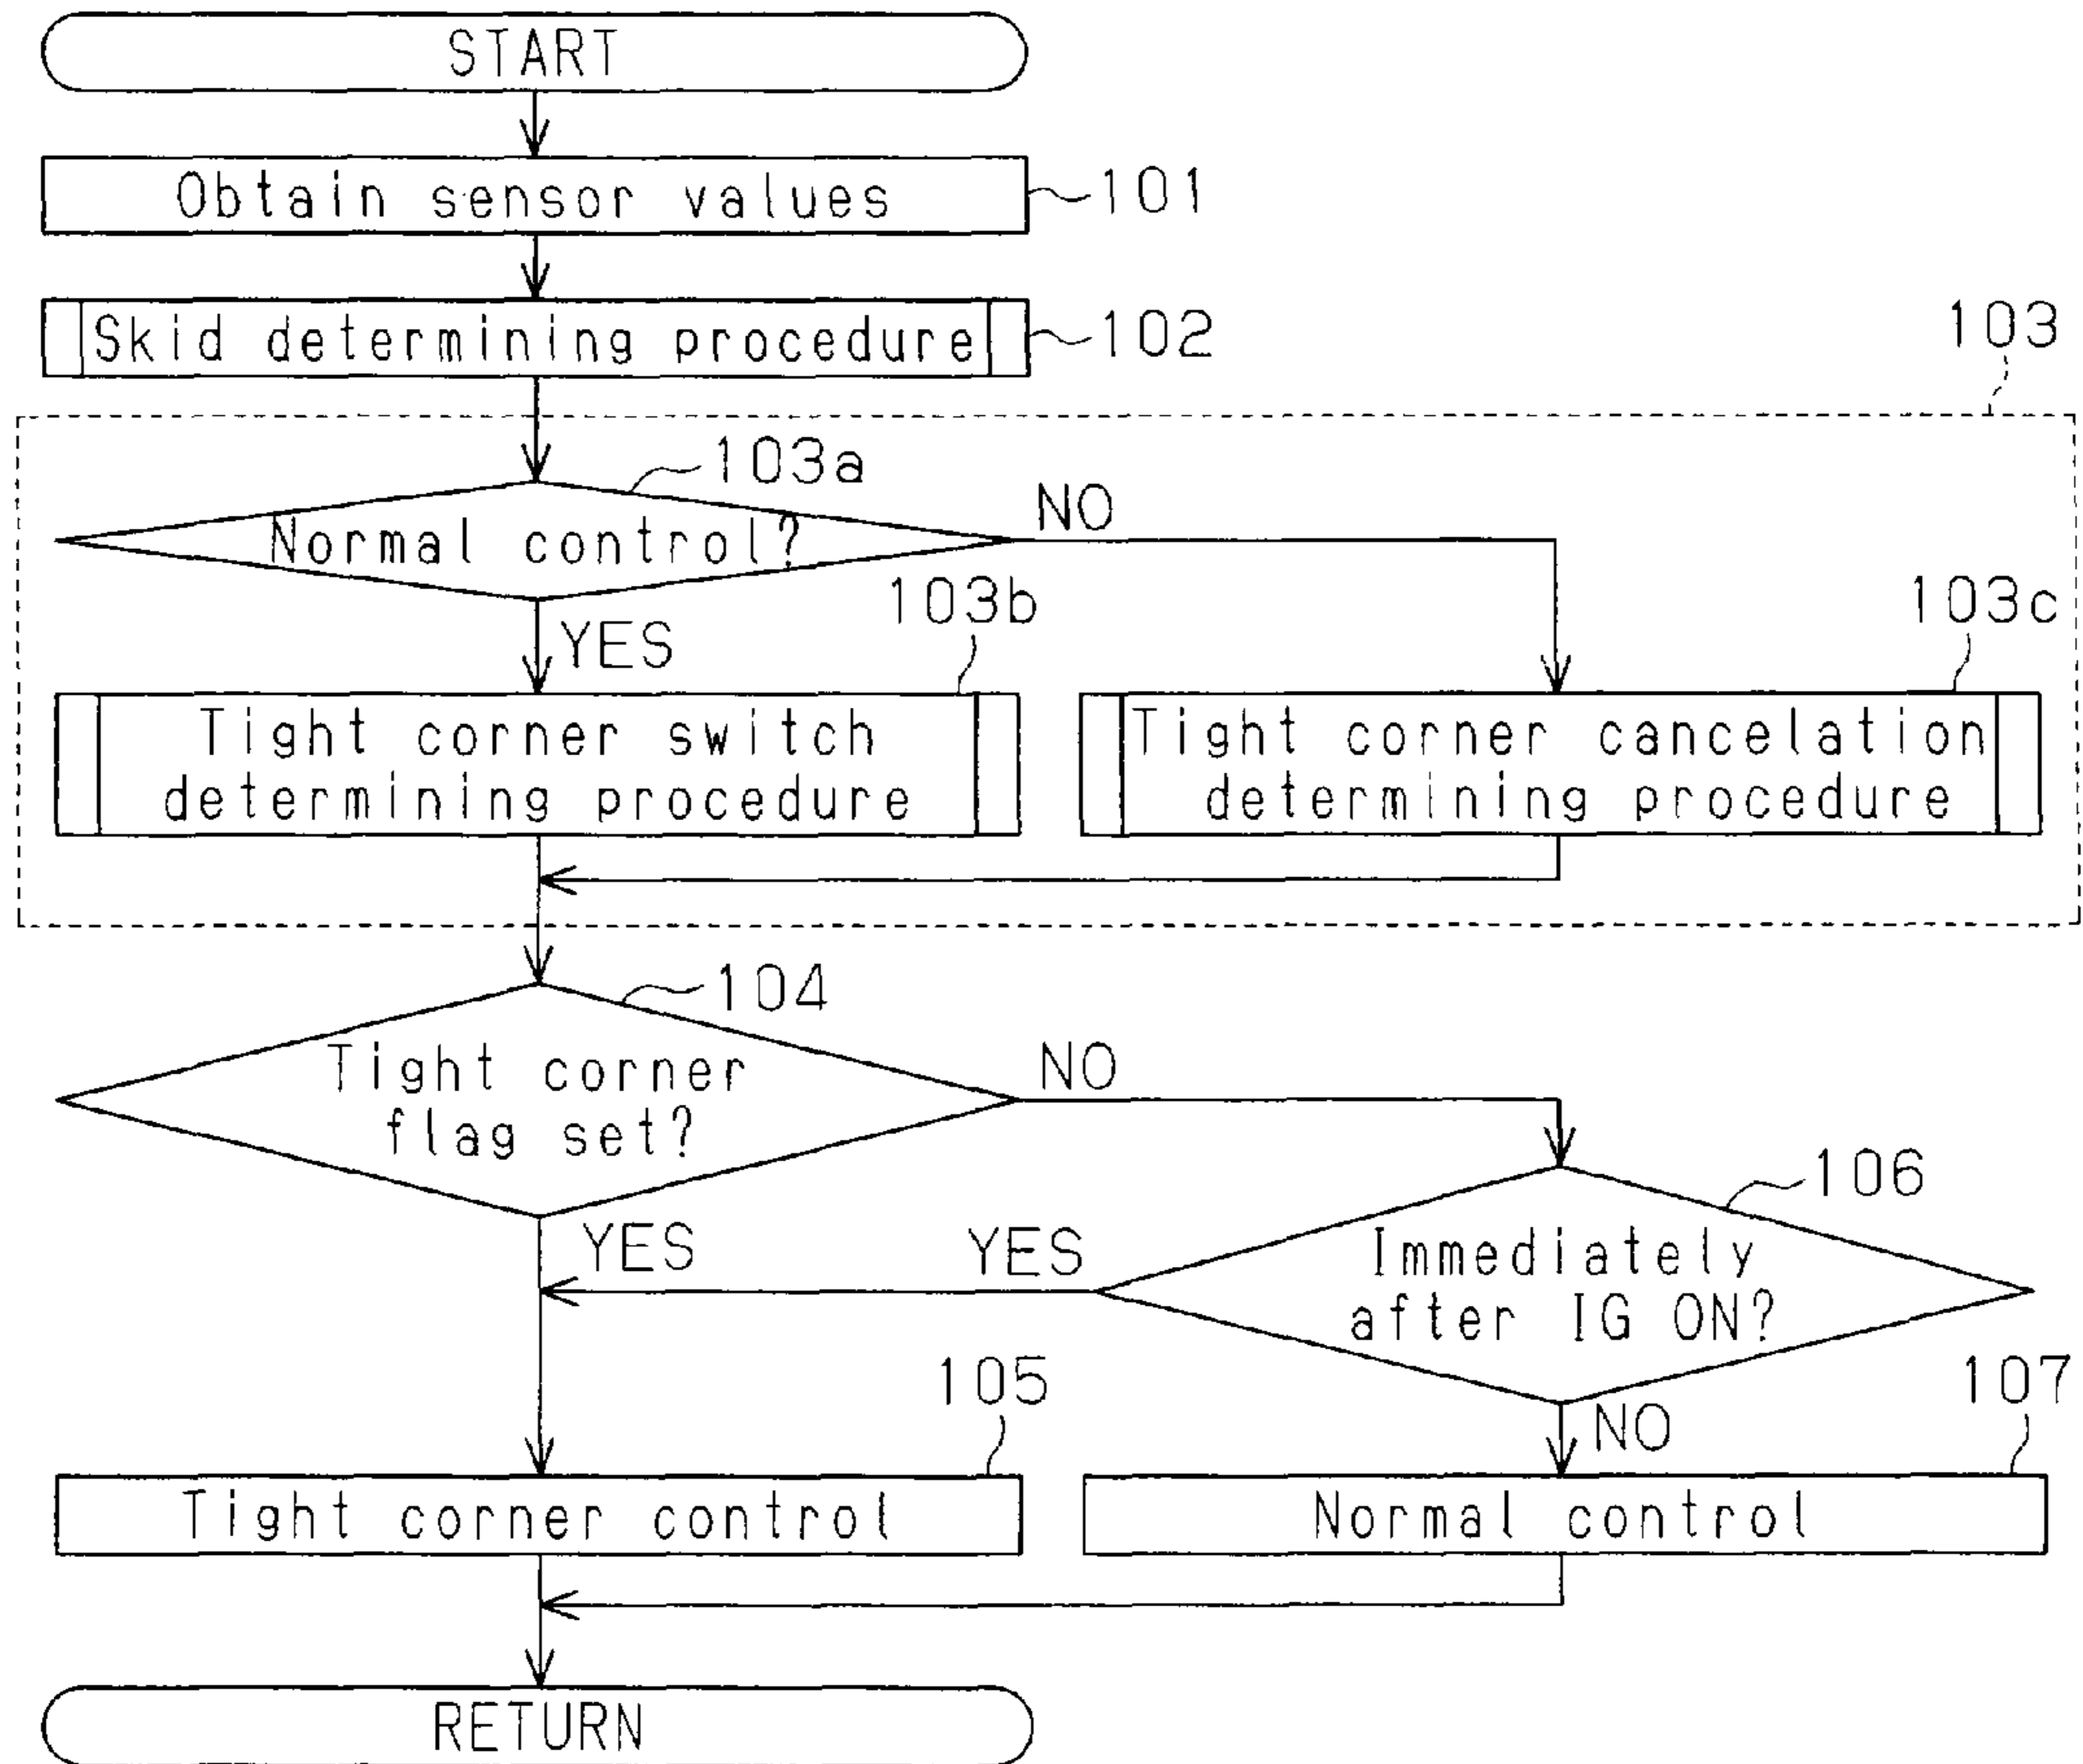 START
Obtain sensor values
101
Skid determining procedure
102
103
103a
Normal control?
NO
YES
103b
103c
Tight corner switch
determining procedure
Tight corner cancelation
determining procedure
104
Tight corner
flag set?
NO
106
YES
YES
Immediately
after IG ON?
105
107
NO
Tight corner control
Normal control
RETURN